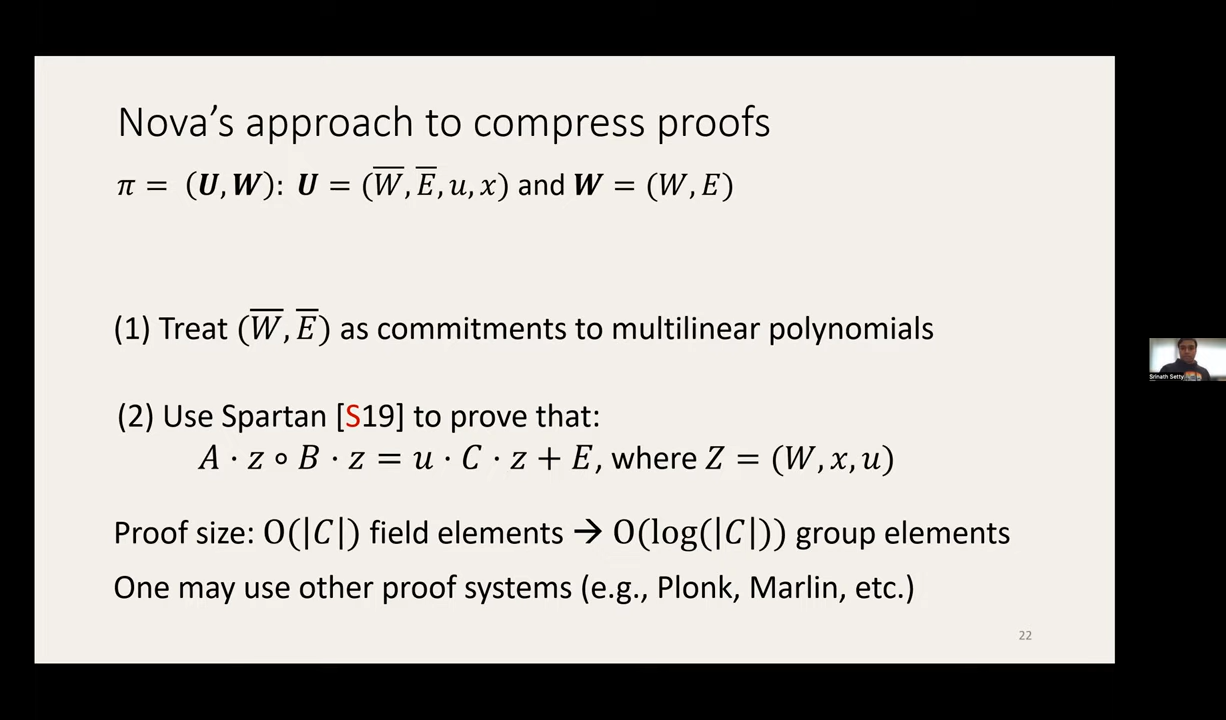 Nova's approach to compress proofs
π = (U, W): U = (W̅, E̅, u, x) and W = (W, E)
(1) Treat (W̅, E̅) as commitments to multilinear polynomials
(2) Use Spartan [S19] to prove that:
A · z ∘ B · z = u · C · z + E, where Z = (W, x, u)
Proof size: O(|C|) field elements → O(log(|C|)) group elements
One may use other proof systems (e.g., Plonk, Marlin, etc.)
22
Srinath Setty